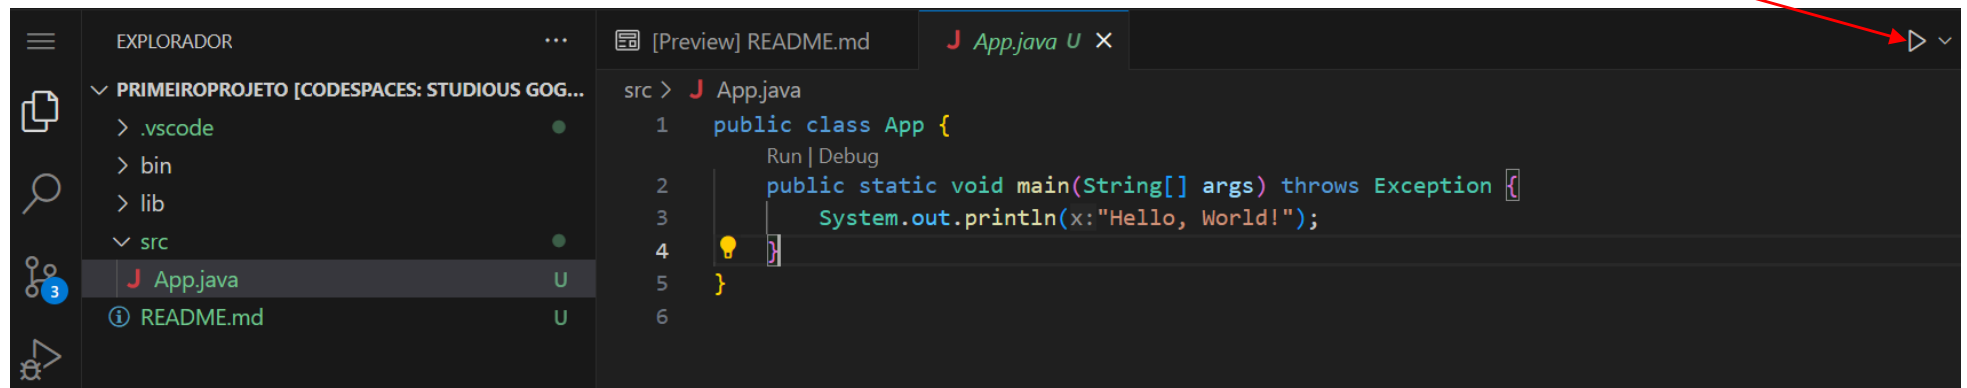 EXPLORADOR ...
PRIMEIROPROJETO [CODESPACES: STUDIOUS GOG...
.vscode
bin
lib
src
J App.java U
README.md U
3
[Preview] README.md
J App.java U
src > J App.java
1 public class App {
Run | Debug
2 public static void main(String[] args) throws Exception {
3 System.out.println(x:"Hello, World!");
4 }
5 }
6